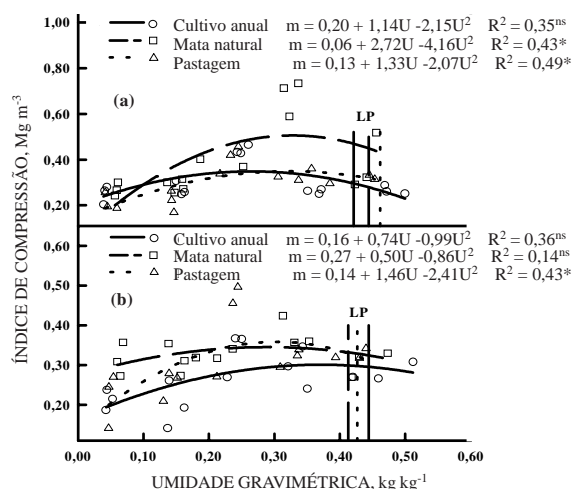 1,00
Cultivo anual m = 0,20 + 1,14U -2,15U² R² = 0,35ns
Mata natural m = 0,06 + 2,72U -4,16U² R² = 0,43*
Pastagem m = 0,13 + 1,33U -2,07U² R² = 0,49*
0,80
(a)
0,60
LP
0,40
0,20
ÍNDICE DE COMPRESSÃO, Mg m-3
Cultivo anual m = 0,16 + 0,74U -0,99U² R² = 0,36ns
0,60
Mata natural m = 0,27 + 0,50U -0,86U² R² = 0,14ns
Pastagem m = 0,14 + 1,46U -2,41U² R² = 0,43*
(b)
LP
0,40
0,30
0,20
0,00 0,10 0,20 0,30 0,40 0,50 0,60
UMIDADE GRAVIMÉTRICA, kg kg-1